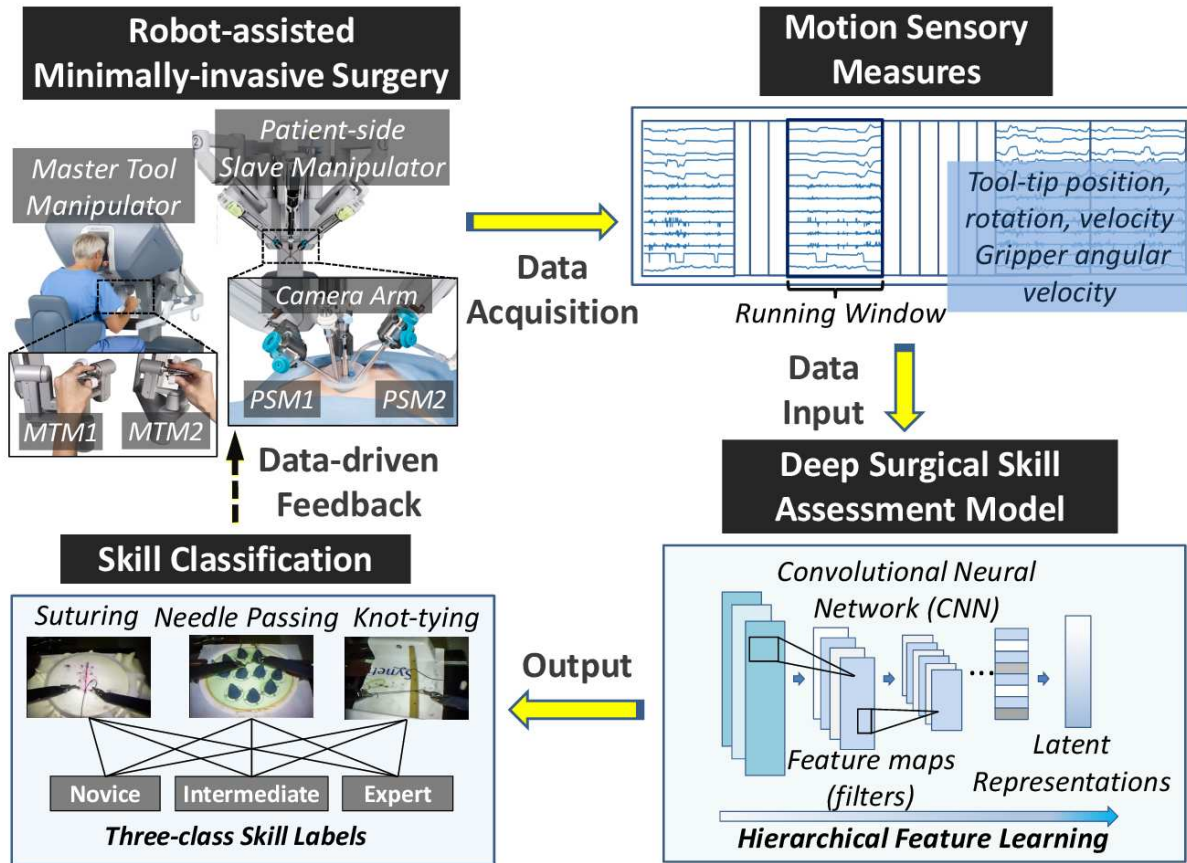 Robot-assisted
Minimally-invasive Surgery
Patient-side
Slave Manipulator
Master Tool
Manipulator
Camera Arm
PSM1
PSM2
MTM1
MTM2
Data
Acquisition
Motion Sensory
Measures
Tool-tip position,
rotation, velocity
Gripper angular
velocity
Running Window
Data
Input
Deep Surgical Skill
Assessment Model
Convolutional Neural
Network (CNN)
...
Feature maps
(filters)
Latent
Representations
Hierarchical Feature Learning
Output
Data-driven
Feedback
Skill Classification
Suturing
Needle Passing
Knot-tying
Novice
Intermediate
Expert
Three-class Skill Labels